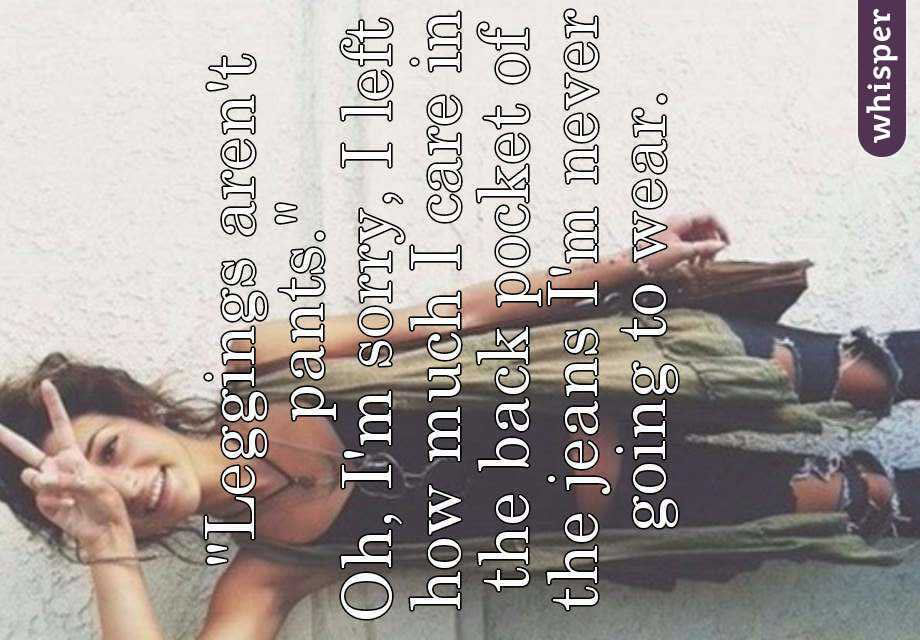 "Leggings aren't
pants."
Oh, I'm sorry, I left
how much I care in
the back pocket of
the jeans I'm never
going to wear.
whisper